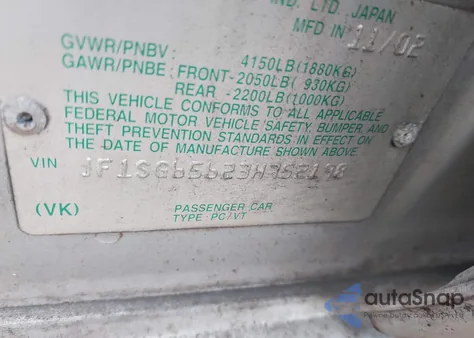 IND. LTD. JAPAN
MFD IN 11/02
GVWR/PNBV: 4150LB(1880KG)
GAWR/PNBE: FRONT-2050LB( 930KG)
REAR -2200LB(1000KG)
THIS VEHICLE CONFORMS TO ALL APPLICABLE
FEDERAL MOTOR VEHICLE SAFETY, BUMPER, AND
THEFT PREVENTION STANDARDS IN EFFECT ON
THE DATE OF MANUFACTURE SHOWN ABOVE.
VIN
(VK) PASSENGER CAR
TYPE PC/VT
autoSnap